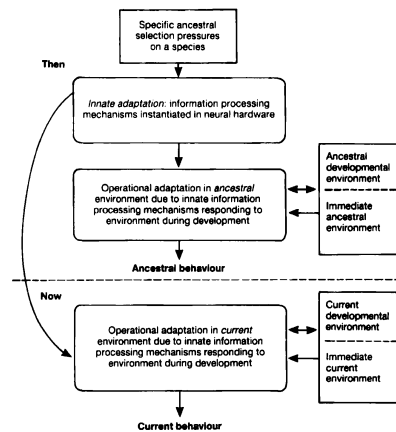 Specific ancestral
selection pressures
on a species
Then
Innate adaptation: information processing
mechanisms instantiated in neural hardware
Operational adaptation in ancestral
environment due to innate information
processing mechanisms responding to
environment during development
Ancestral developmental
environment
Immediate
ancestral
environment
Ancestral behaviour
Now
Operational adaptation in current
environment due to innate information
processing mechanisms responding to
environment during development
Current
developmental
environment
Immediate
current
environment
Current behaviour